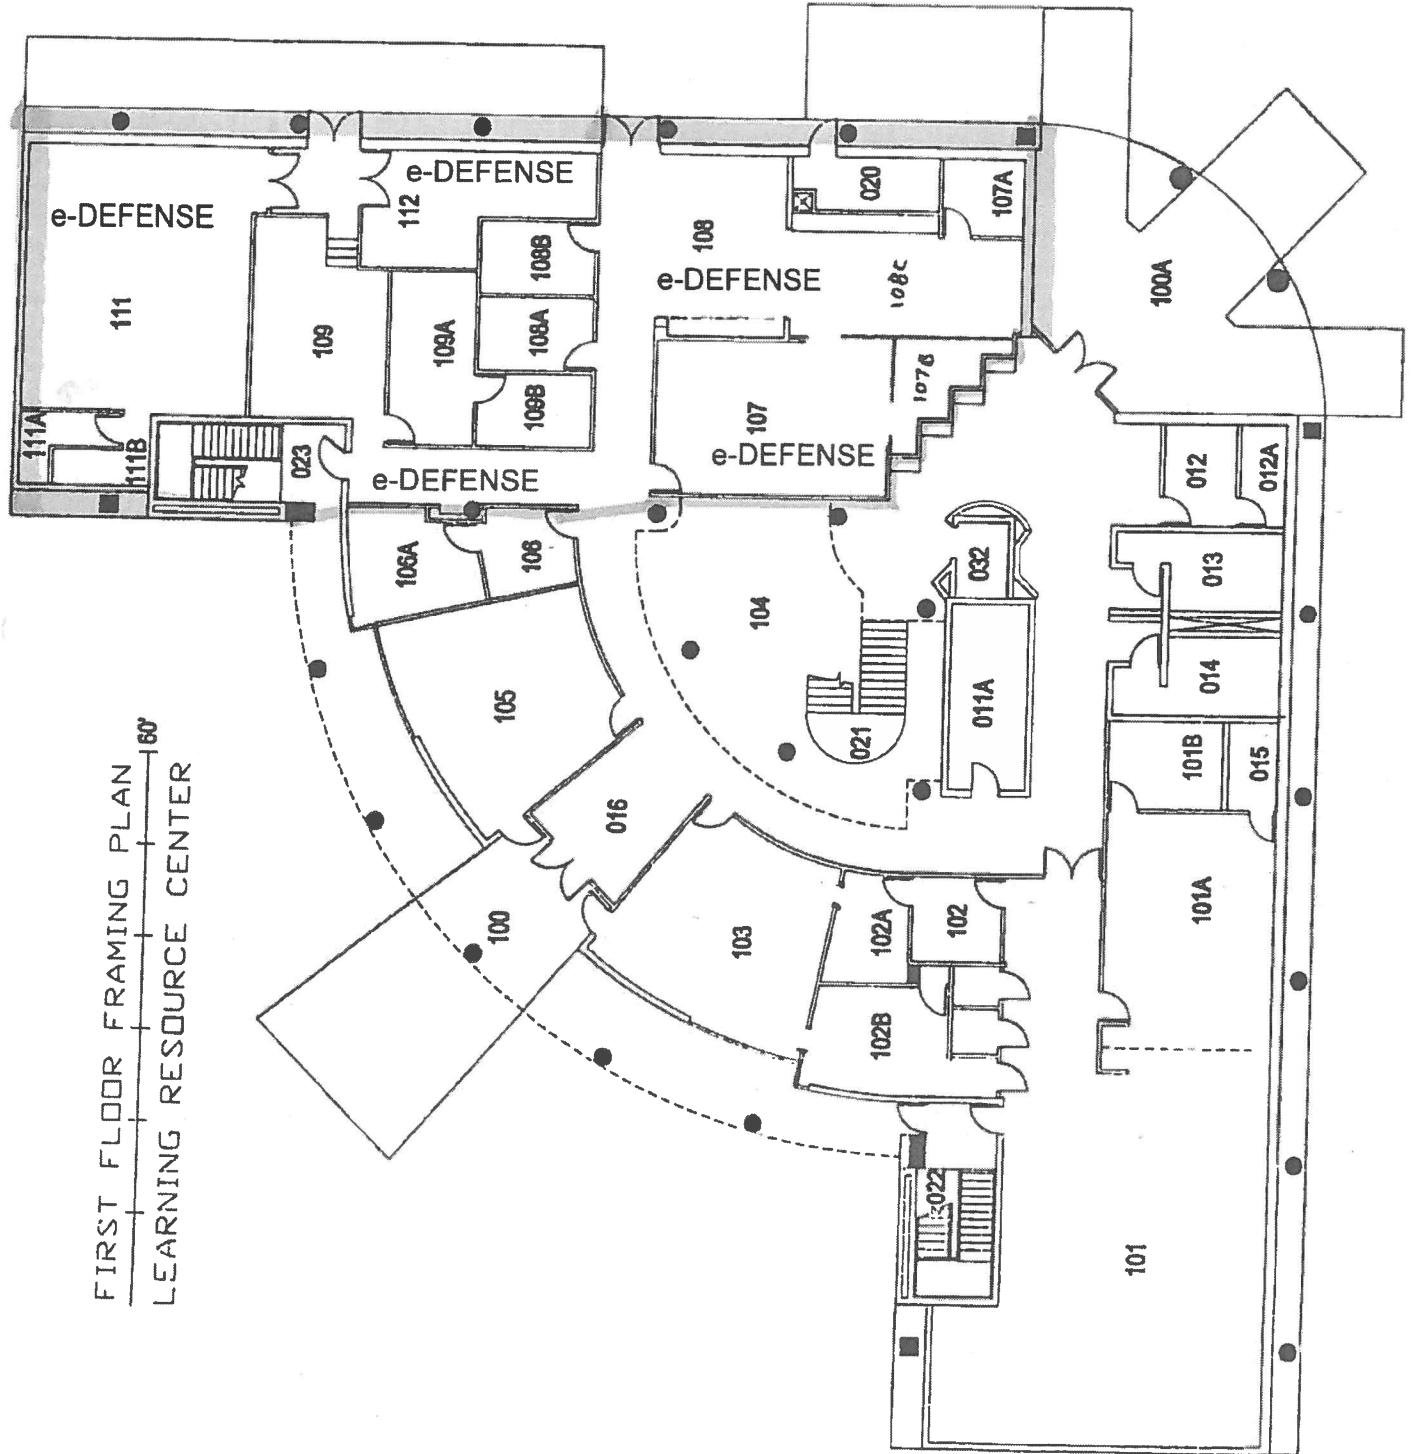 FIRST FLOOR FRAMING PLAN
60'
LEARNING RESOURCE CENTER
e-DEFENSE
111
111A
111B
023
109
e-DEFENSE
112
109A
108B
108A
109B
e-DEFENSE
108
e-DEFENSE
020
107A
108C
107B
107
e-DEFENSE
100A
106A
106
105
016
100
103
104
021
032
011A
012
012A
013
014
101B
015
101A
102A
102
102B
022
101